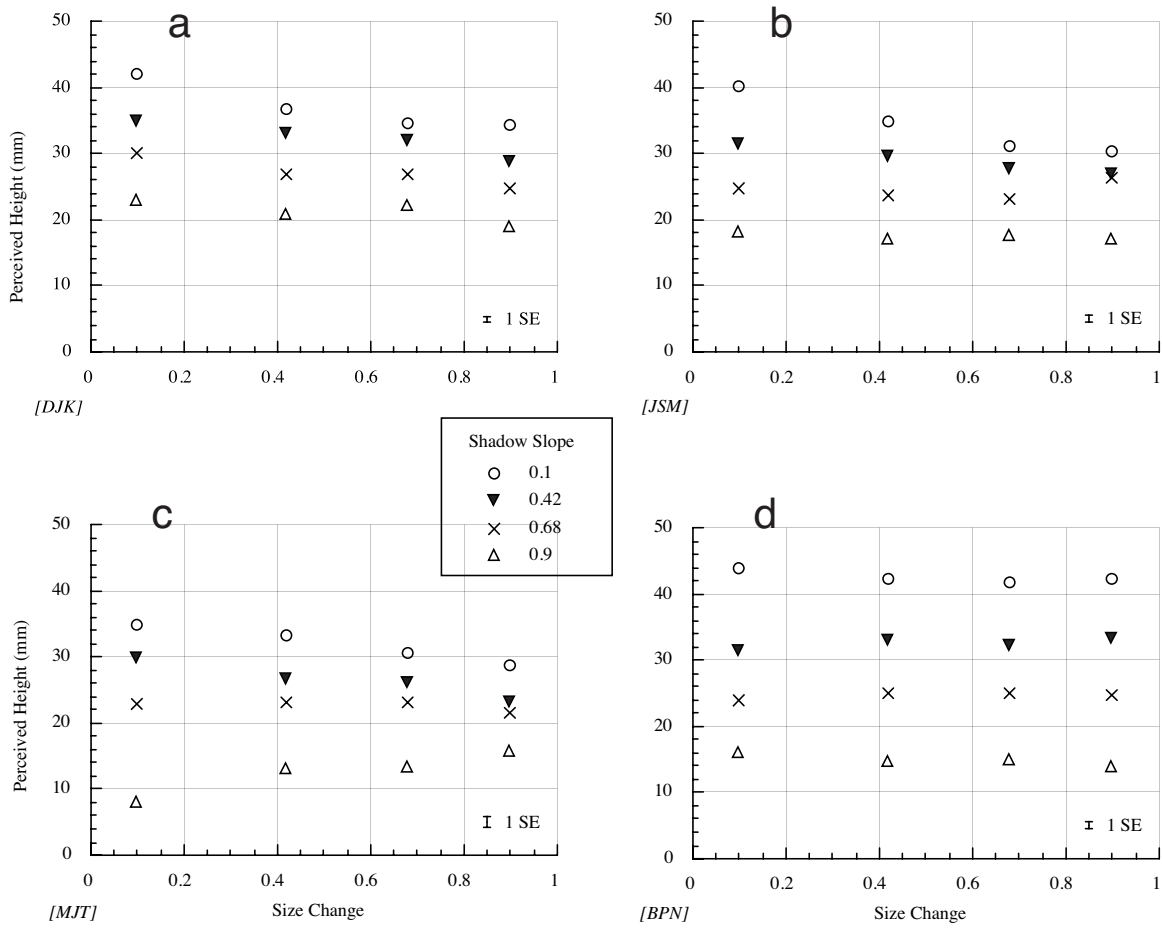 a
50
40
30
20
10
0
Perceived Height (mm)
1 SE
0 0.2 0.4 0.6 0.8 1
[DJK]
b
50
40
30
20
10
0
1 SE
0 0.2 0.4 0.6 0.8 1
[JSM]
Shadow Slope
0.1
0.42
0.68
0.9
c
50
40
30
20
10
0
Perceived Height (mm)
1 SE
0 0.2 0.4 0.6 0.8 1
[MJT]
Size Change
d
50
40
30
20
10
0
1 SE
0 0.2 0.4 0.6 0.8 1
[BPN]
Size Change